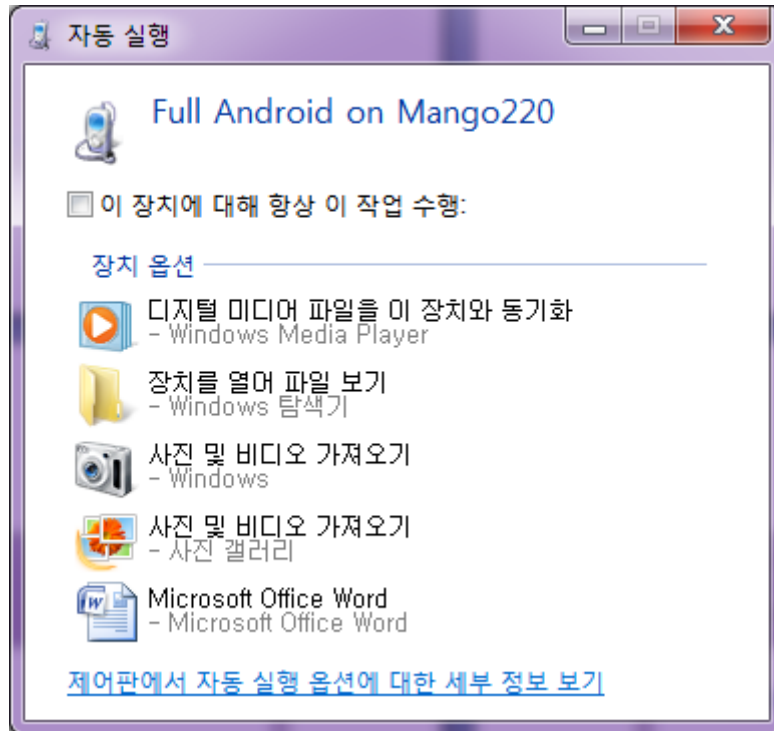 자동 실행
Full Android on Mango220
이 장치에 대해 항상 이 작업 수행:
장치 옵션
디지털 미디어 파일을 이 장치와 동기화
- Windows Media Player
장치를 열어 파일 보기
- Windows 탐색기
사진 및 비디오 가져오기
- Windows
사진 및 비디오 가져오기
- 사진 갤러리
Microsoft Office Word
- Microsoft Office Word
제어판에서 자동 실행 옵션에 대한 세부 정보 보기